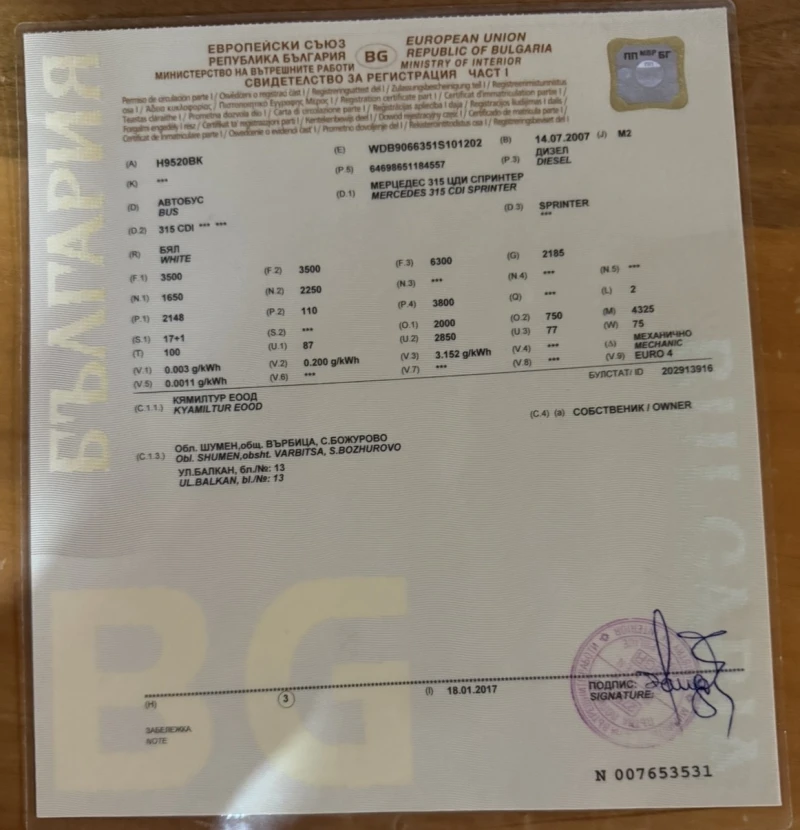 БЪЛГАРИЯ
ЕВРОПЕЙСКИ СЪЮЗ
РЕПУБЛИКА БЪЛГАРИЯ
МИНИСТЕРСТВО НА ВЪТРЕШНИТЕ РАБОТИ
BG
EUROPEAN UNION
REPUBLIC OF BULGARIA
MINISTRY OF INTERIOR
СВИДЕТЕЛСТВО ЗА РЕГИСТРАЦИЯ ЧАСТ I
ПП МВР БГ
(A) H9520BK (E) WDB9066351S101202 (B) 14.07.2007 (J) M2
(K) *** (P.5) 64698651184557 (P.3) ДИЗЕЛ
DIESEL
(D) АВТОБУС
BUS
(D.1) МЕРЦЕДЕС 315 ЦДИ СПРИНТЕР
MERCEDES 315 CDI SPRINTER
(D.2) 315 CDI *** *** (D.3) SPRINTER
***
(R) БЯЛ
WHITE
(F.1) 3500 (F.2) 3500 (F.3) 6300 (G) 2185
(N.1) 1650 (N.2) 2250 (N.3) *** (N.4) *** (N.5) ***
(P.1) 2148 (P.2) 110 (P.4) 3800 (Q) *** (L) 2
(S.1) 17+1 (S.2) *** (O.1) 2000 (O.2) 750 (M) 4325
(T) 100 (U.1) 87 (U.2) 2850 (U.3) 77 (W) 75
(V.1) 0.003 g/kWh (V.2) 0.200 g/kWh (V.3) 3.152 g/kWh (V.4) *** МЕХАНИЧНО
MECHANIC
(V.5) 0.0011 g/kWh (V.6) *** (V.7) *** (V.8) *** (V.9) EURO 4
БУЛСТАТ/ ID 202913916
(C.1.1.) КЯМИЛТУР ЕООД
KYAMILTUR EOOD
(C.4) (a) СОБСТВЕНИК / OWNER
(C.1.3.) Обл. ШУМЕН,общ. ВЪРБИЦА, С.БОЖУРОВО
Obl. SHUMEN,obsht. VARBITSA, S.BOZHUROVO
УЛ.БАЛКАН, бл./№: 13
UL.BALKAN, bl./№: 13
BG
(H) 3 (I) 18.01.2017
ПОДПИС:
SIGNATURE:
ЗАБЕЛЕЖКА
NOTE
N 007653531